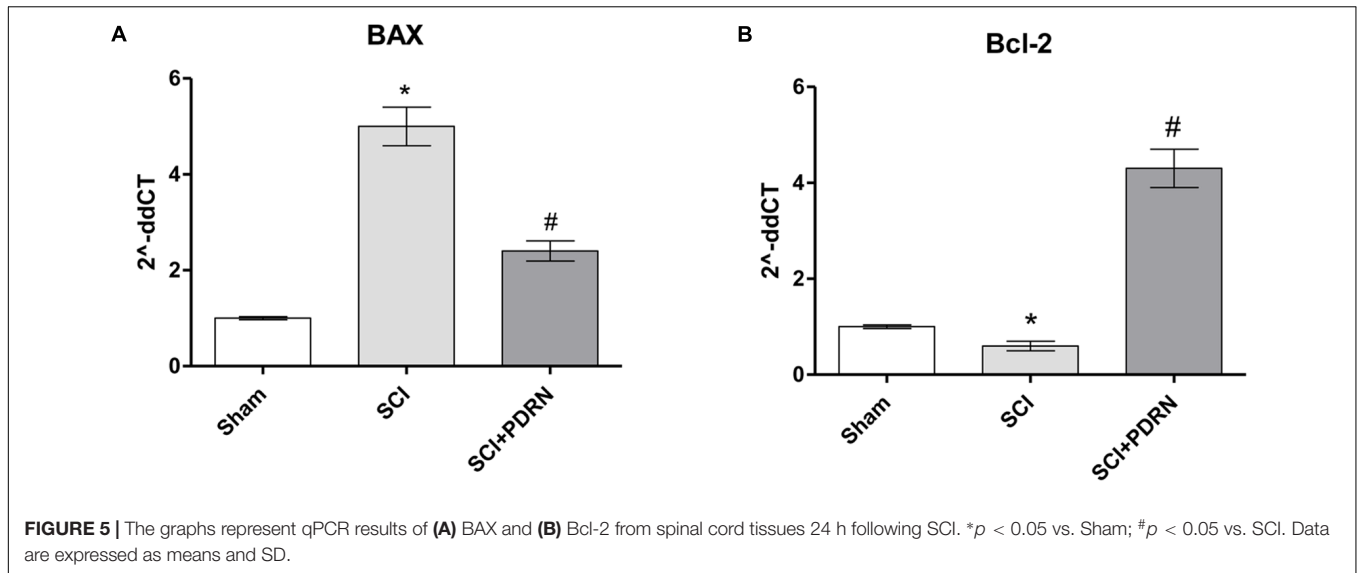 A
BAX
2^-ddCT
6
4
2
0
*
#
Sham
SCI
SCI+PDRN
B
Bcl-2
2^-ddCT
6
4
2
0
*
#
Sham
SCI
SCI+PDRN
FIGURE 5 | The graphs represent qPCR results of (A) BAX and (B) Bcl-2 from spinal cord tissues 24 h following SCI. *p < 0.05 vs. Sham; #p < 0.05 vs. SCI. Data
are expressed as means and SD.